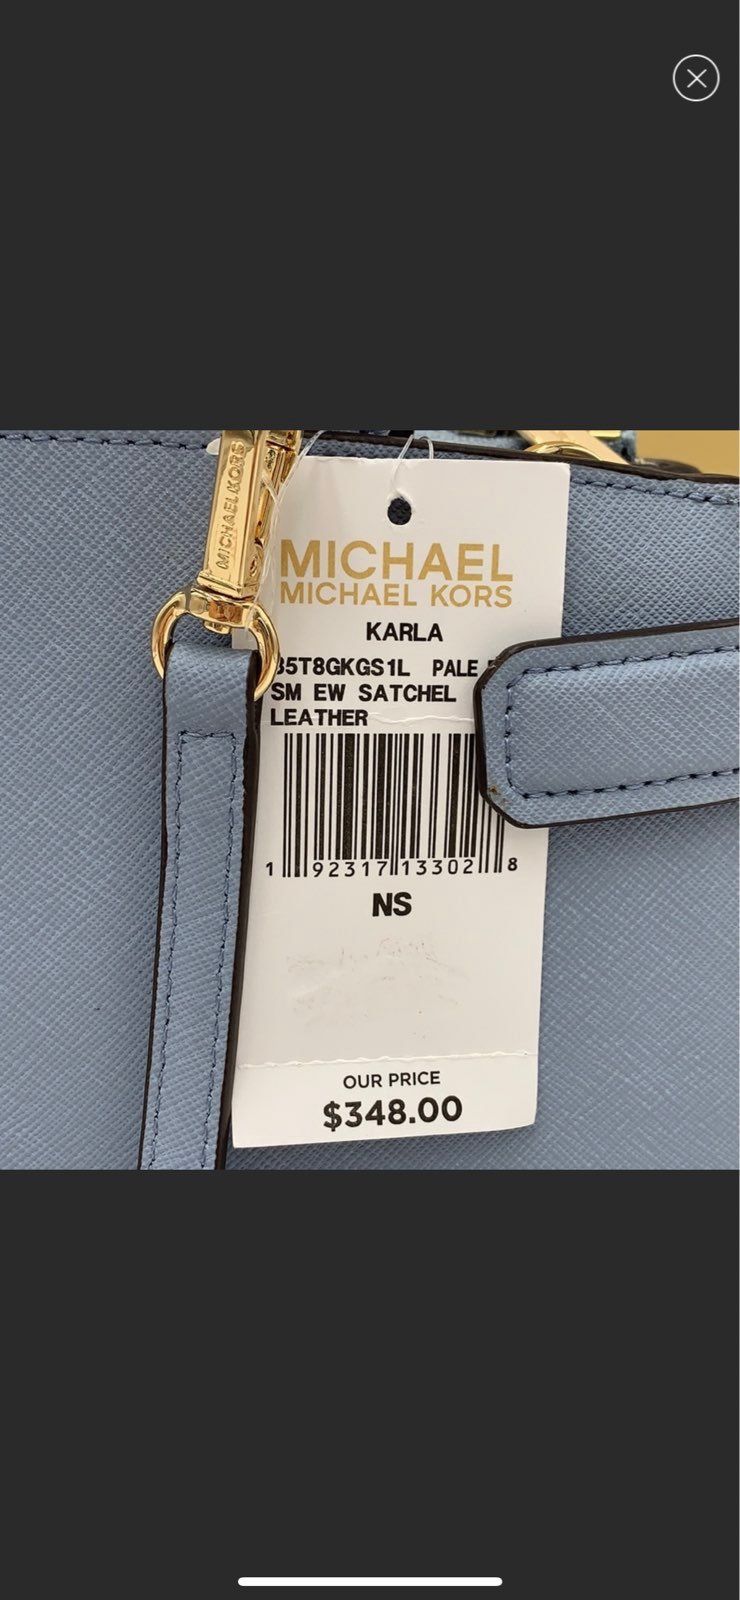 MICHAEL KORS
MICHAEL
MICHAEL KORS
KARLA
35T8GKGS1L PALE
SM EW SATCHEL
LEATHER
1 92317 13302 8
NS
OUR PRICE
$348.00